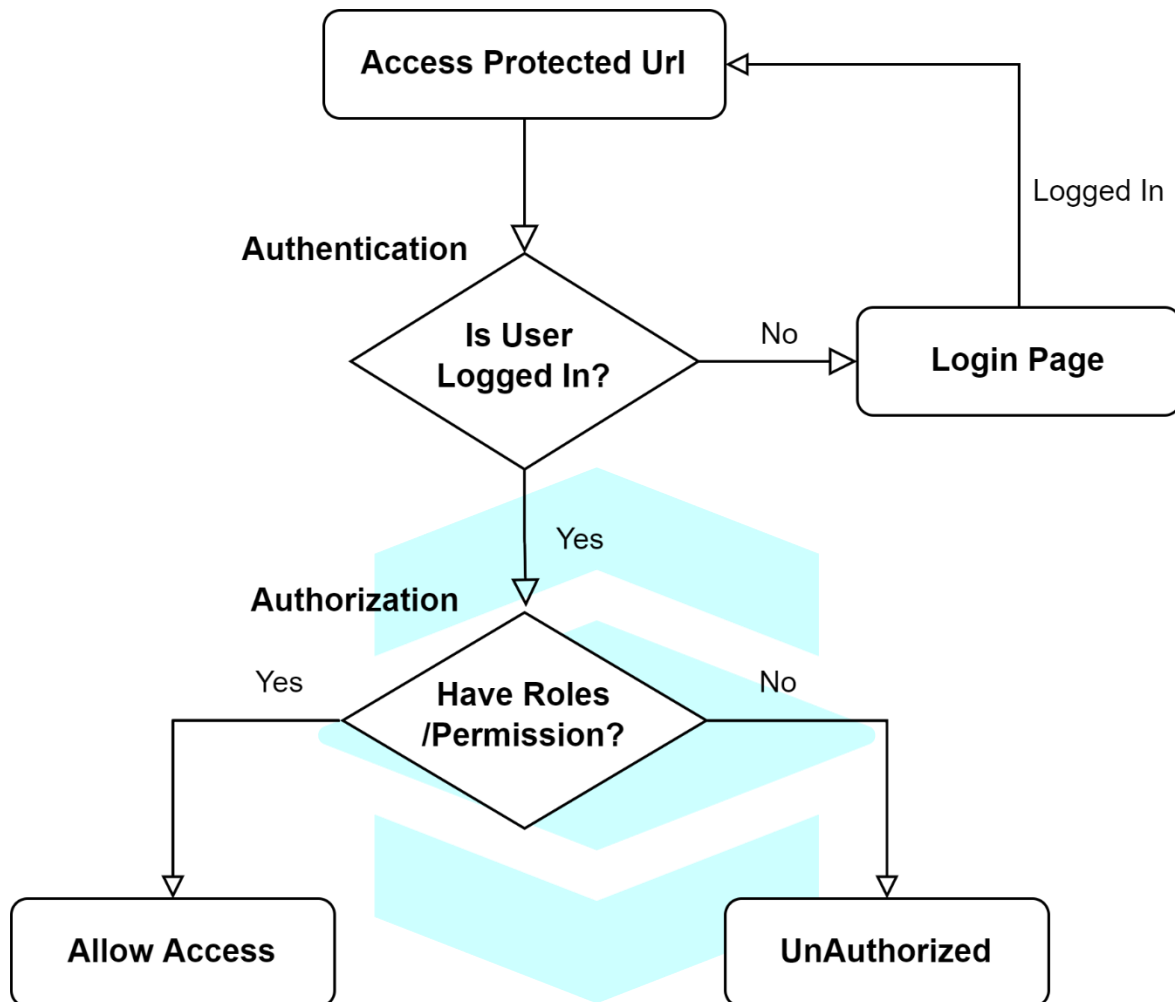 Access Protected Url
Logged In
Authentication
Is User
Logged In?
No
Login Page
Yes
Authorization
Yes
Have Roles
/Permission?
No
Allow Access
UnAuthorized